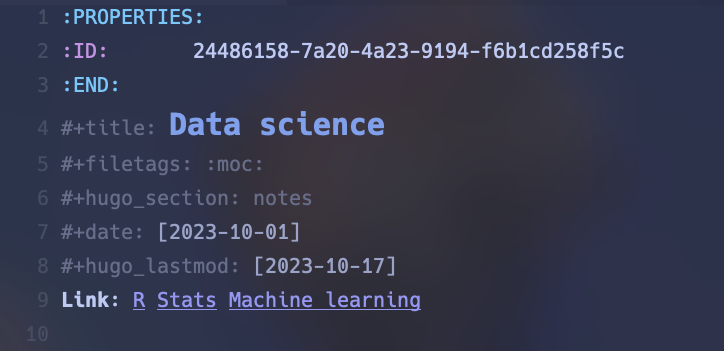 1 :PROPERTIES:
2 :ID: 24486158-7a20-4a23-9194-f6b1cd258f5c
3 :END:
4 #+title: Data science
5 #+filetags: :moc:
6 #+hugo_section: notes
7 #+date: [2023-10-01]
8 #+hugo_lastmod: [2023-10-17]
9 Link: R Stats Machine learning
10